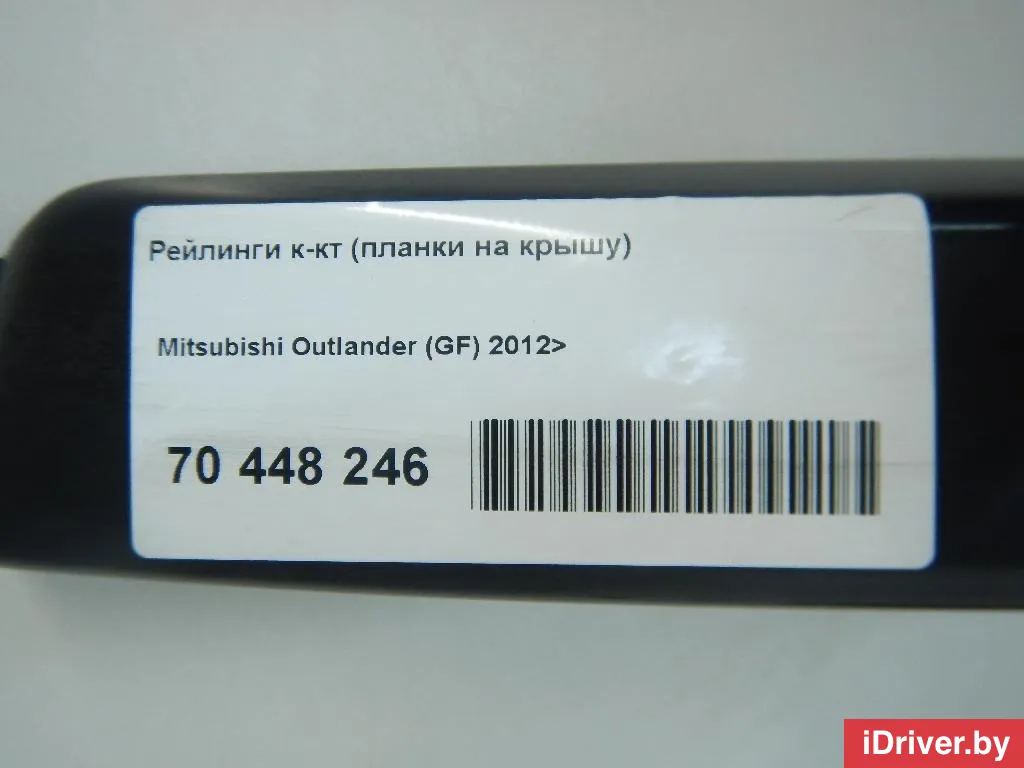 Рейлинги к-кт (планки на крышу)
Mitsubishi Outlander (GF) 2012>
70 448 246
iDriver.by